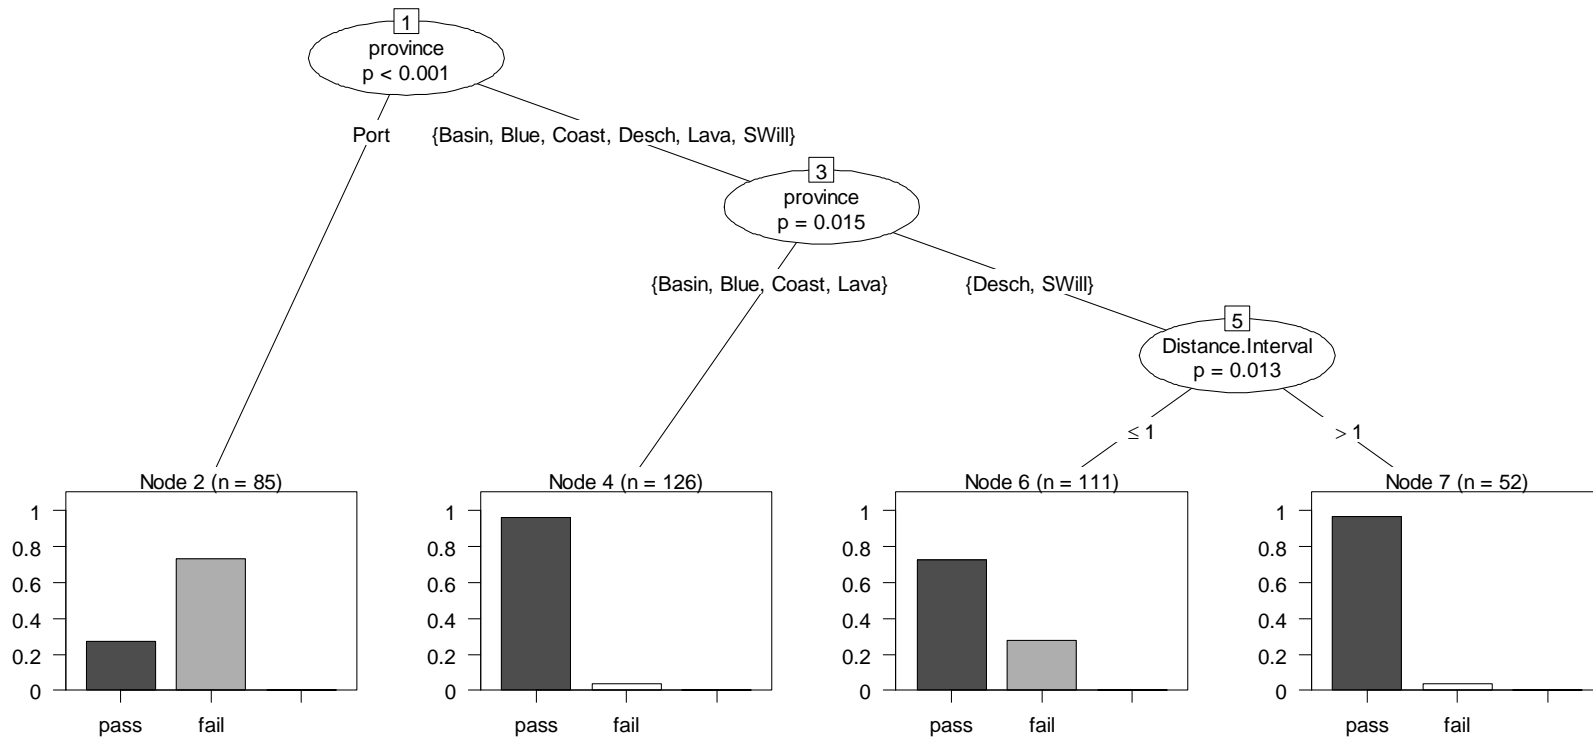 1
province
p < 0.001
Port
{Basin, Blue, Coast, Desch, Lava, SWill}
3
province
p = 0.015
{Basin, Blue, Coast, Lava}
{Desch, SWill}
5
Distance.Interval
p = 0.013
≤ 1
> 1
Node 2 (n = 85)
1
0.8
0.6
0.4
0.2
0
pass fail
Node 4 (n = 126)
1
0.8
0.6
0.4
0.2
0
pass fail
Node 6 (n = 111)
1
0.8
0.6
0.4
0.2
0
pass fail
Node 7 (n = 52)
1
0.8
0.6
0.4
0.2
0
pass fail